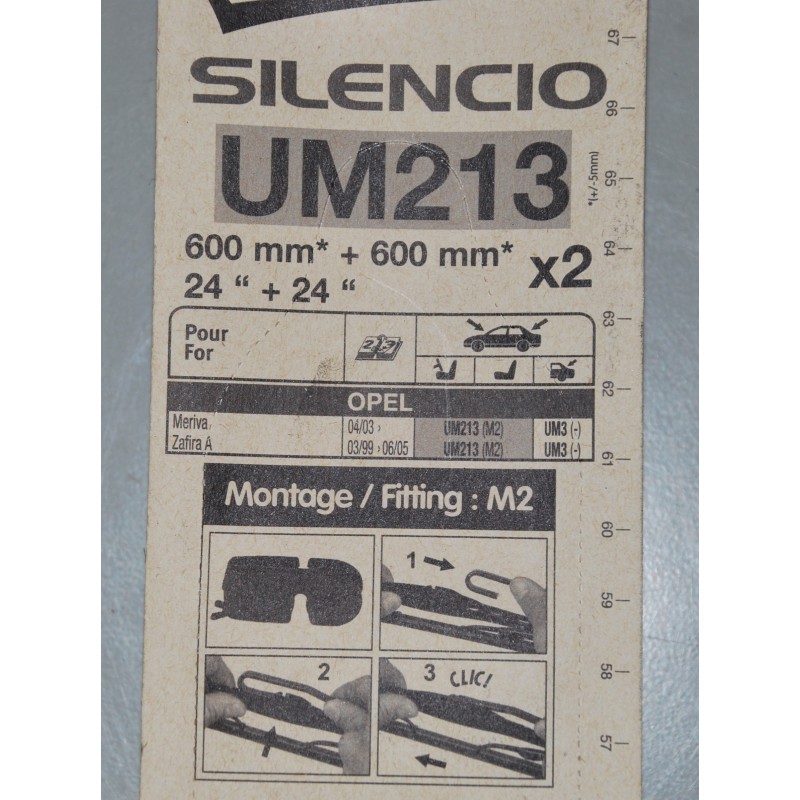 SILENCIO
UM213
*(+/-5mm)
600 mm* + 600 mm*
24 “ + 24 “
x2
Pour
For
23
OPEL
Meriva 04/03 › UM213 (M2) UM3 (-)
Zafira A 03/99 › 06/05 UM213 (M2) UM3 (-)
Montage / Fitting : M2
1
2
3 CLIC!
67
66
65
64
63
62
61
60
59
58
57